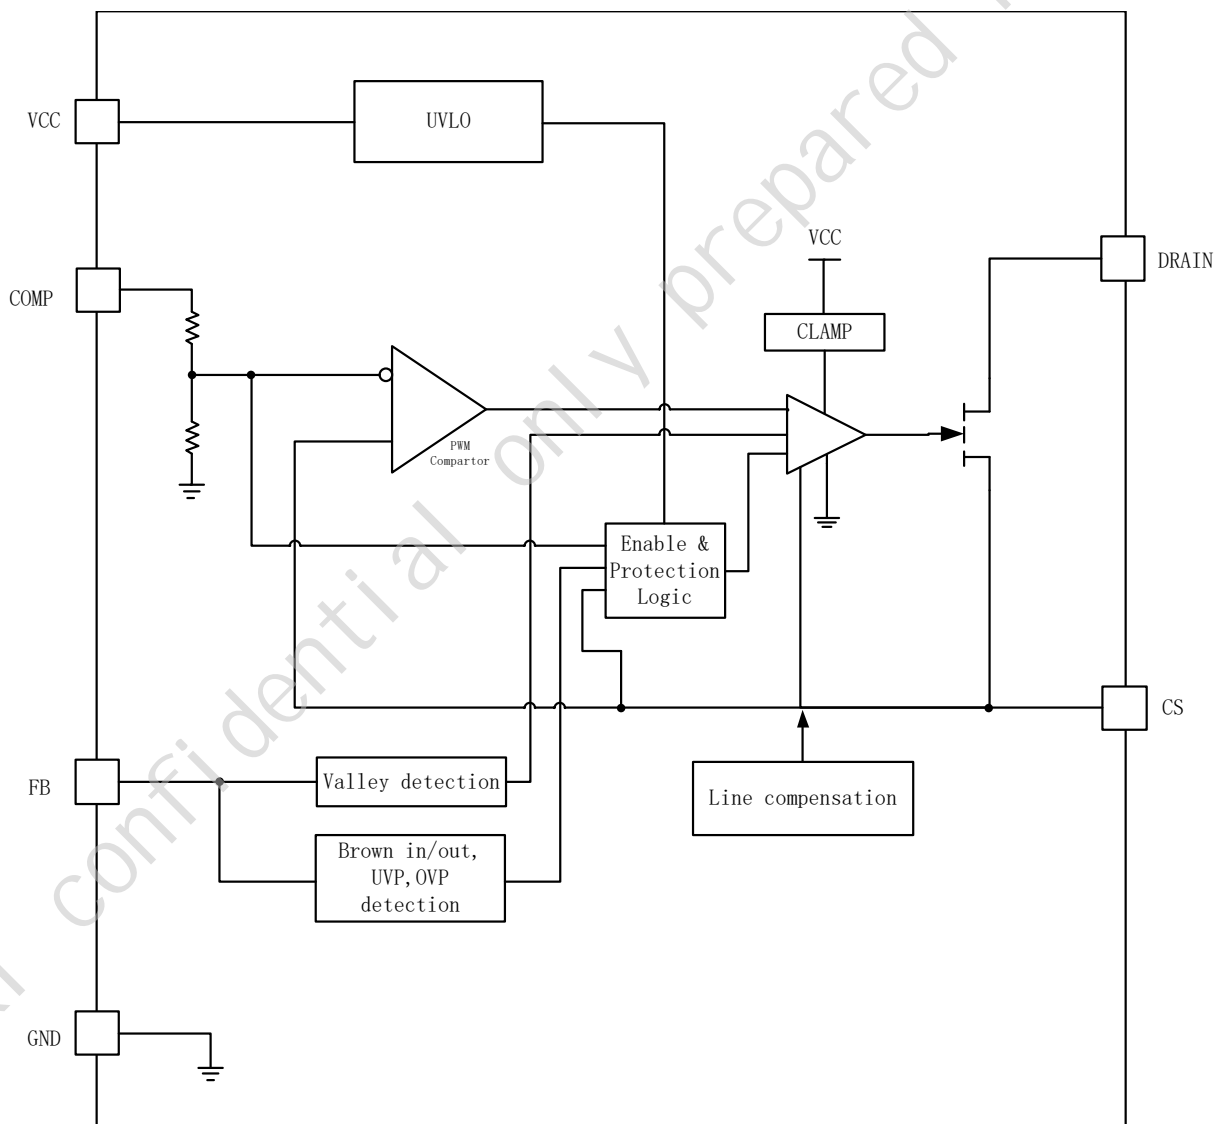 VCC
UVLO
VCC
DRAIN
COMP
CLAMP
PWM
Compartor
Enable &
Protection
Logic
CS
FB
Valley detection
Line compensation
Brown in/out,
UVP,OVP
detection
GND
confidential only prepared